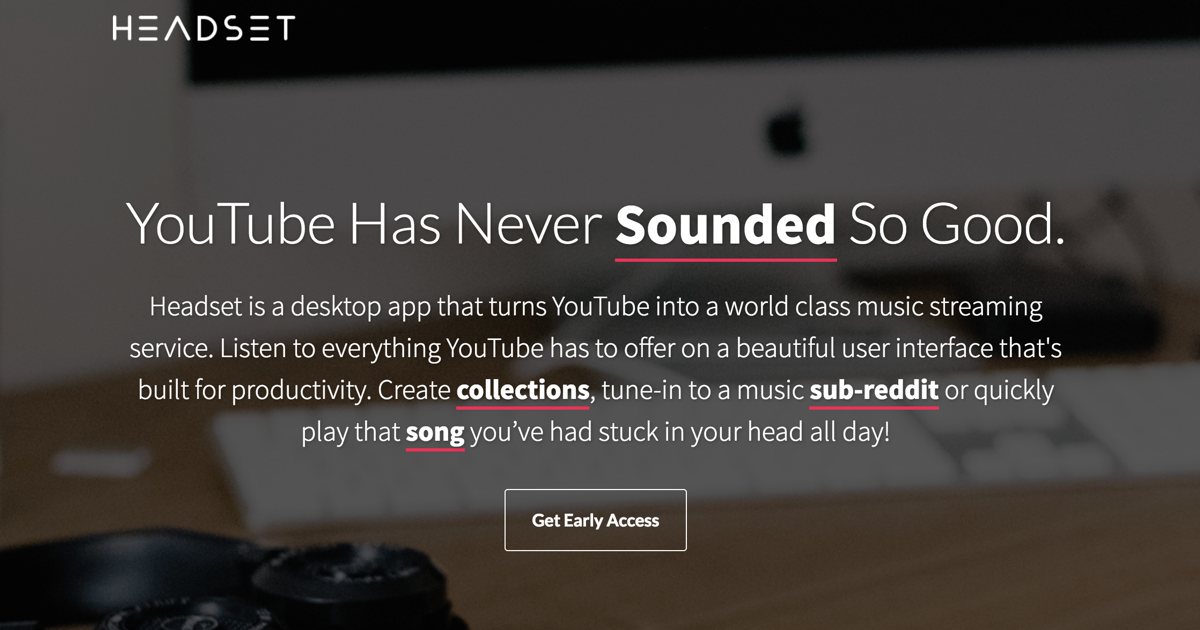 HEADSET
YouTube Has Never Sounded So Good.
Headset is a desktop app that turns YouTube into a world class music streaming
service. Listen to everything YouTube has to offer on a beautiful user interface that's
built for productivity. Create collections, tune-in to a music sub-reddit or quickly
play that song you’ve had stuck in your head all day!
Get Early Access